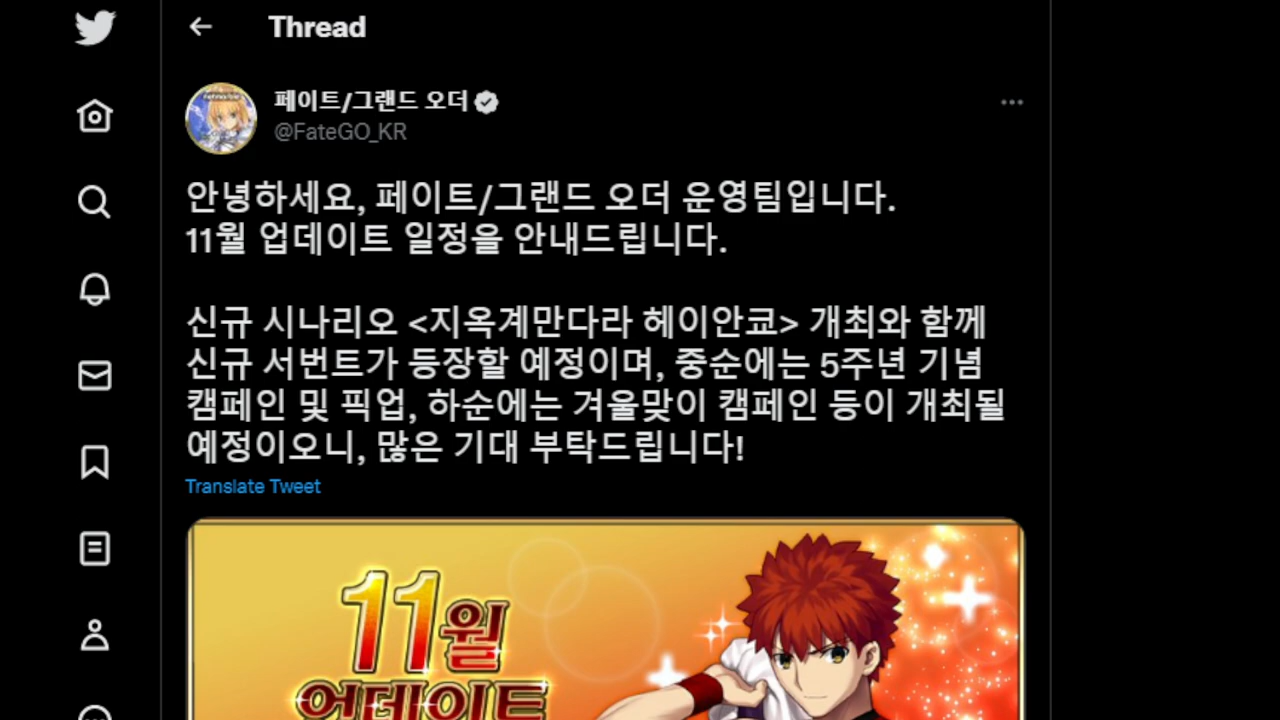 Thread
페이트/그랜드 오더
@FateGO_KR
안녕하세요, 페이트/그랜드 오더 운영팀입니다.
11월 업데이트 일정을 안내드립니다.
신규 시나리오 <지옥계만다라 헤이안쿄> 개최와 함께
신규 서번트가 등장할 예정이며, 중순에는 5주년 기념
캠페인 및 픽업, 하순에는 겨울맞이 캠페인 등이 개최될
예정이오니, 많은 기대 부탁드립니다!
Translate Tweet
11월
업데이트